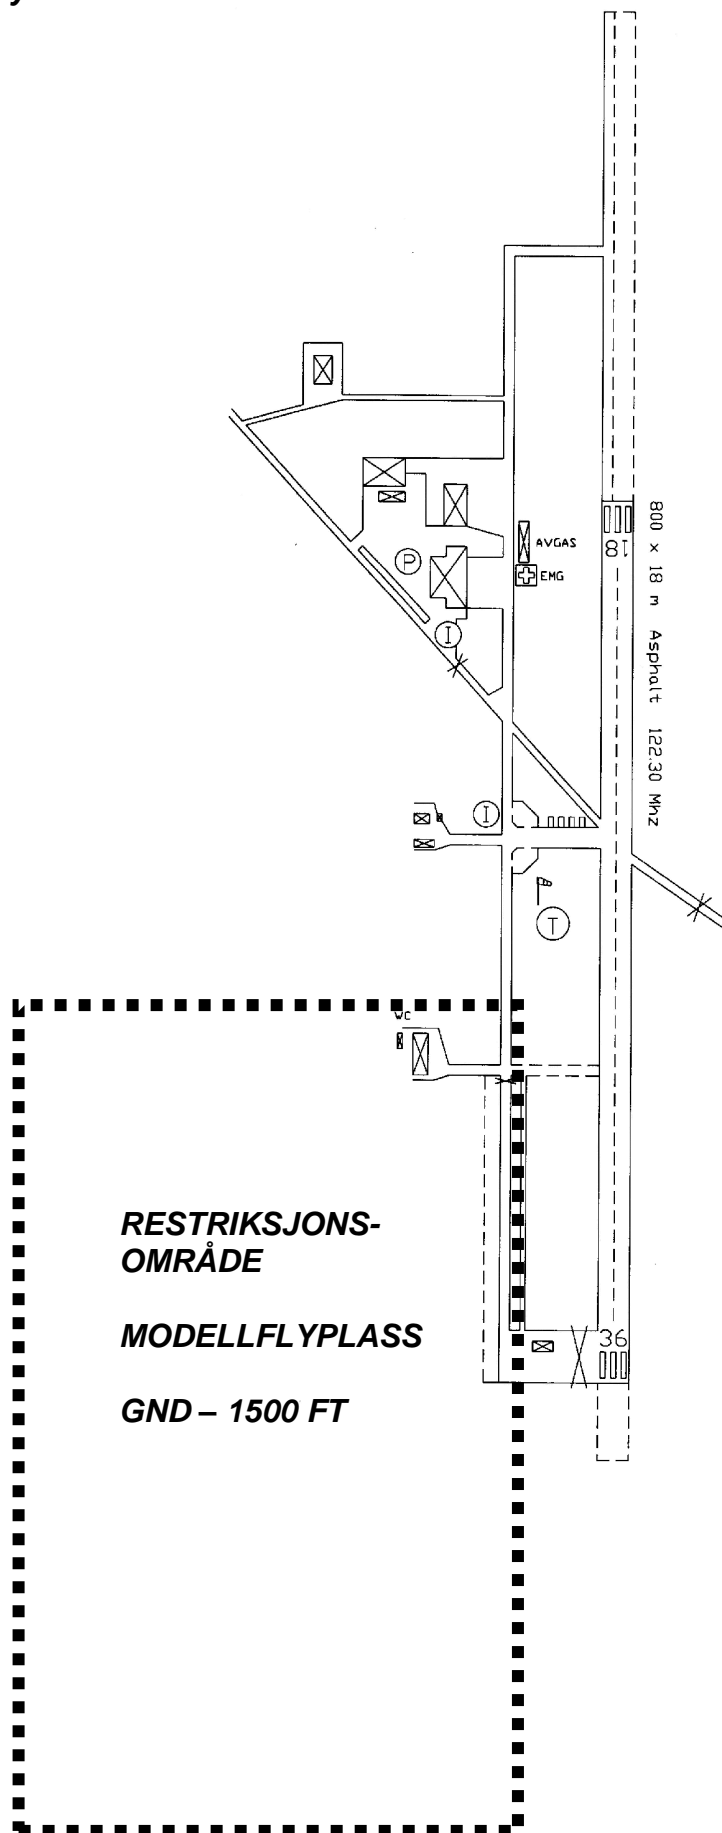 18
800 x 18 m Asphalt 122.30 Mhz
AVGAS
EMG
P
I
I
T
WC
RESTRIKSJONS-
OMRÅDE
MODELLFLYPLASS
GND – 1500 FT
36